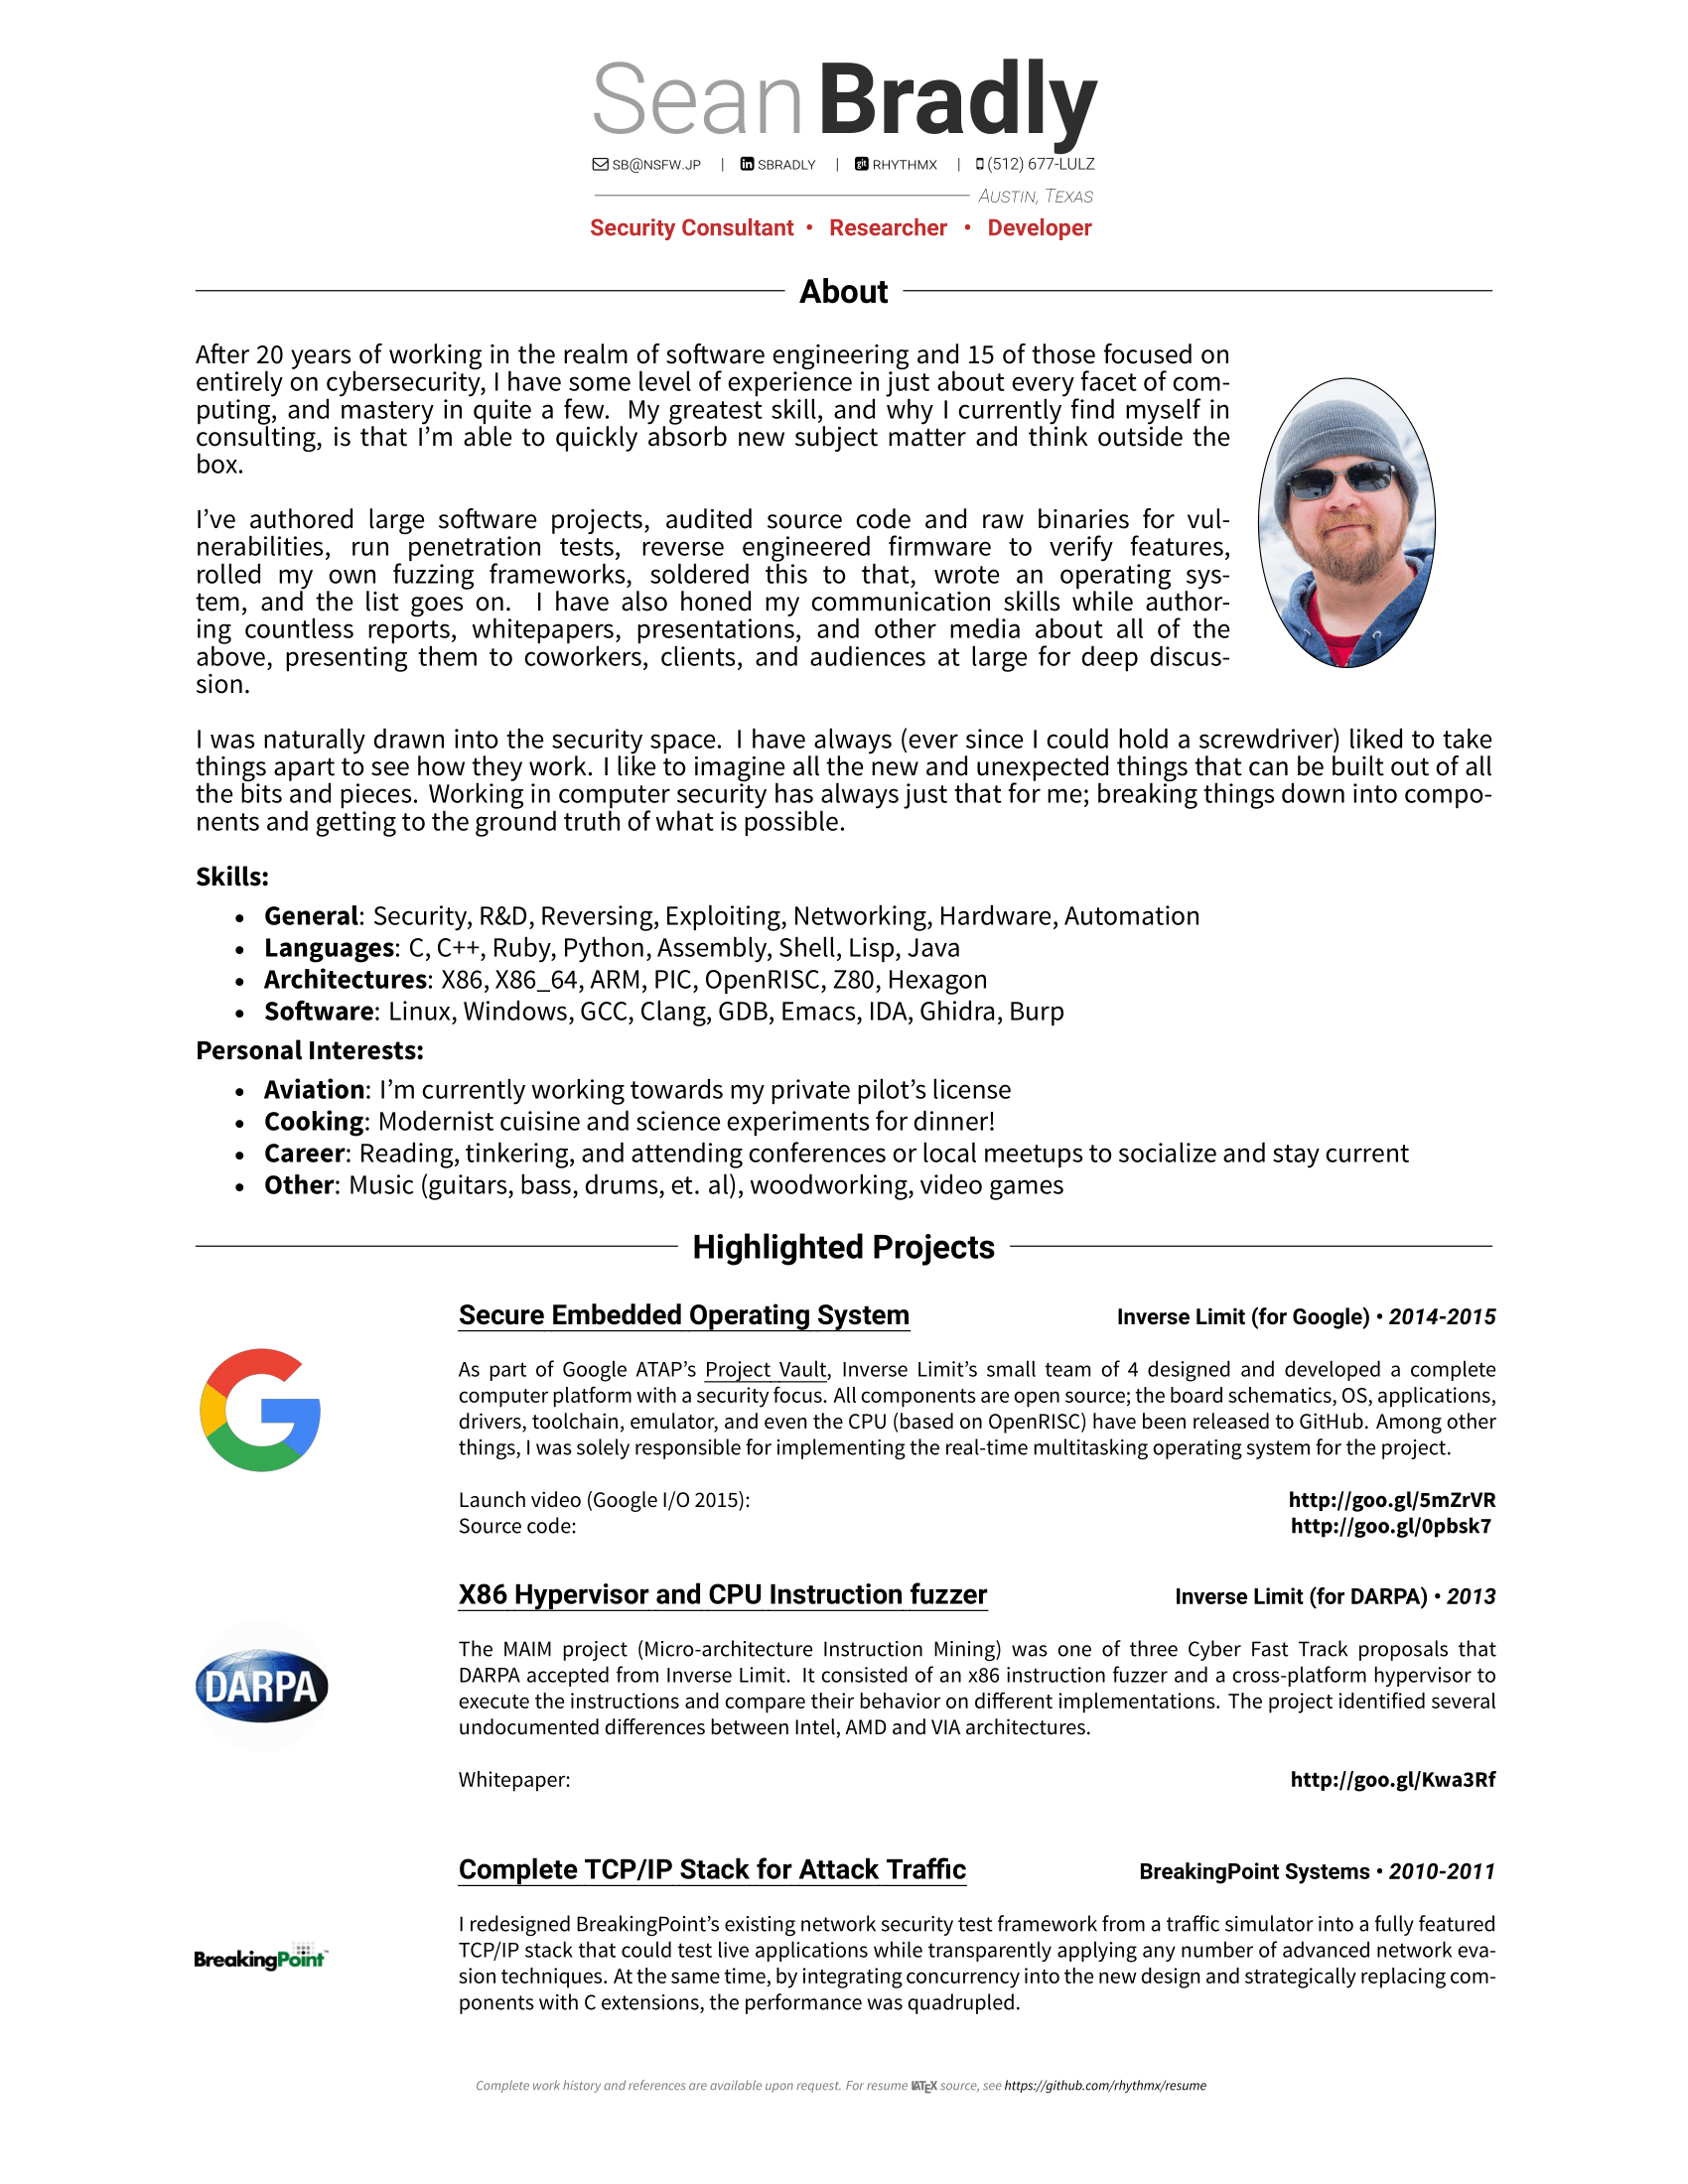 Sean Bradly
SB@NSFW.JP | SBRADLY | RHYTHMX | (512) 677-LULZ
AUSTIN, TEXAS
Security Consultant • Researcher • Developer
About
After 20 years of working in the realm of software engineering and 15 of those focused on
entirely on cybersecurity, I have some level of experience in just about every facet of com-
puting, and mastery in quite a few. My greatest skill, and why I currently find myself in
consulting, is that I'm able to quickly absorb new subject matter and think outside the
box.
I've authored large software projects, audited source code and raw binaries for vul-
nerabilities, run penetration tests, reverse engineered firmware to verify features,
rolled my own fuzzing frameworks, soldered this to that, wrote an operating sys-
tem, and the list goes on. I have also honed my communication skills while author-
ing countless reports, whitepapers, presentations, and other media about all of the
above, presenting them to coworkers, clients, and audiences at large for deep discus-
sion.
I was naturally drawn into the security space. I have always (ever since I could hold a screwdriver) liked to take
things apart to see how they work. I like to imagine all the new and unexpected things that can be built out of all
the bits and pieces. Working in computer security has always just that for me; breaking things down into compo-
nents and getting to the ground truth of what is possible.
Skills:
• General: Security, R&D, Reversing, Exploiting, Networking, Hardware, Automation
• Languages: C, C++, Ruby, Python, Assembly, Shell, Lisp, Java
• Architectures: X86, X86_64, ARM, PIC, OpenRISC, Z80, Hexagon
• Software: Linux, Windows, GCC, Clang, GDB, Emacs, IDA, Ghidra, Burp
Personal Interests:
• Aviation: I'm currently working towards my private pilot's license
• Cooking: Modernist cuisine and science experiments for dinner!
• Career: Reading, tinkering, and attending conferences or local meetups to socialize and stay current
• Other: Music (guitars, bass, drums, et. al), woodworking, video games
Highlighted Projects
Secure Embedded Operating System Inverse Limit (for Google) • 2014-2015
As part of Google ATAP's Project Vault, Inverse Limit's small team of 4 designed and developed a complete
computer platform with a security focus. All components are open source; the board schematics, OS, applications,
drivers, toolchain, emulator, and even the CPU (based on OpenRISC) have been released to GitHub. Among other
things, I was solely responsible for implementing the real-time multitasking operating system for the project.
Launch video (Google I/O 2015): http://goo.gl/5mZrVR
Source code: http://goo.gl/0pbsk7
X86 Hypervisor and CPU Instruction fuzzer Inverse Limit (for DARPA) • 2013
DARPA
The MAIM project (Micro-architecture Instruction Mining) was one of three Cyber Fast Track proposals that
DARPA accepted from Inverse Limit. It consisted of an x86 instruction fuzzer and a cross-platform hypervisor to
execute the instructions and compare their behavior on different implementations. The project identified several
undocumented differences between Intel, AMD and VIA architectures.
Whitepaper: http://goo.gl/Kwa3Rf
Complete TCP/IP Stack for Attack Traffic BreakingPoint Systems • 2010-2011
BreakingPoint™
I redesigned BreakingPoint's existing network security test framework from a traffic simulator into a fully featured
TCP/IP stack that could test live applications while transparently applying any number of advanced network eva-
sion techniques. At the same time, by integrating concurrency into the new design and strategically replacing com-
ponents with C extensions, the performance was quadrupled.
Complete work history and references are available upon request. For resume LATEX source, see https://github.com/rhythmx/resume